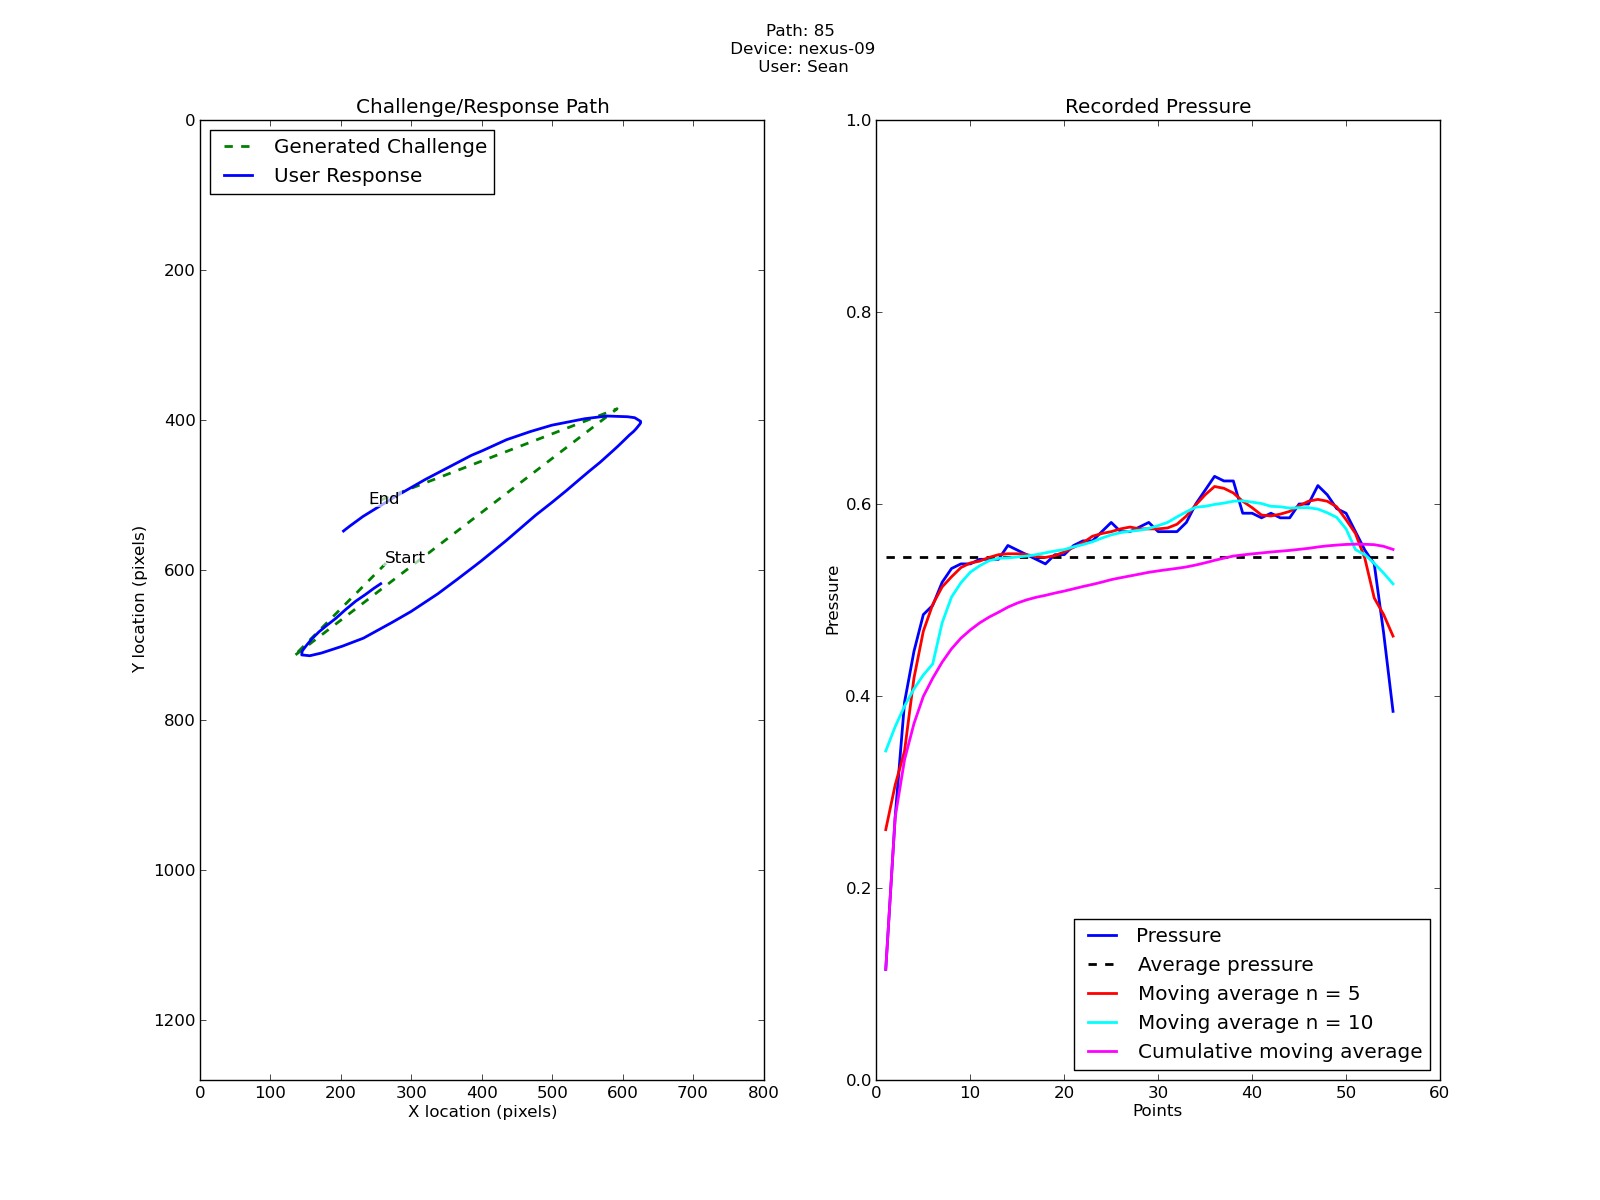 Path: 85
Device: nexus-09
User: Sean
Challenge/Response Path
Generated Challenge
User Response
0
200
400
600
800
1000
1200
Y location (pixels)
End
Start
0 100 200 300 400 500 600 700 800
X location (pixels)
Recorded Pressure
1.0
0.8
0.6
0.4
0.2
0.0
Pressure
Pressure
Average pressure
Moving average n = 5
Moving average n = 10
Cumulative moving average
0 10 20 30 40 50 60
Points